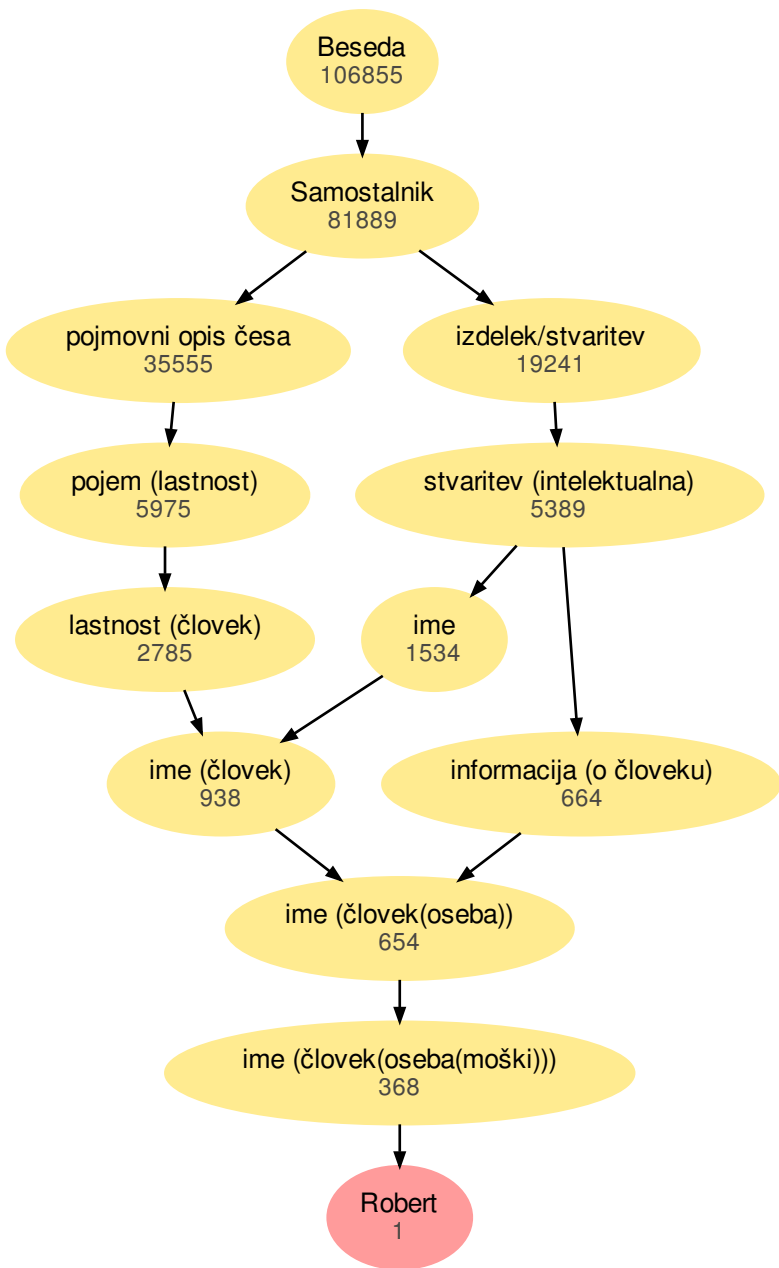 Beseda
106855
Samostalnik
81889
pojmovni opis česa
35555
izdelek/stvaritev
19241
pojem (lastnost)
5975
stvaritev (intelektualna)
5389
lastnost (človek)
2785
ime
1534
ime (človek)
938
informacija (o človeku)
664
ime (človek(oseba))
654
ime (človek(oseba(moški)))
368
Robert
1